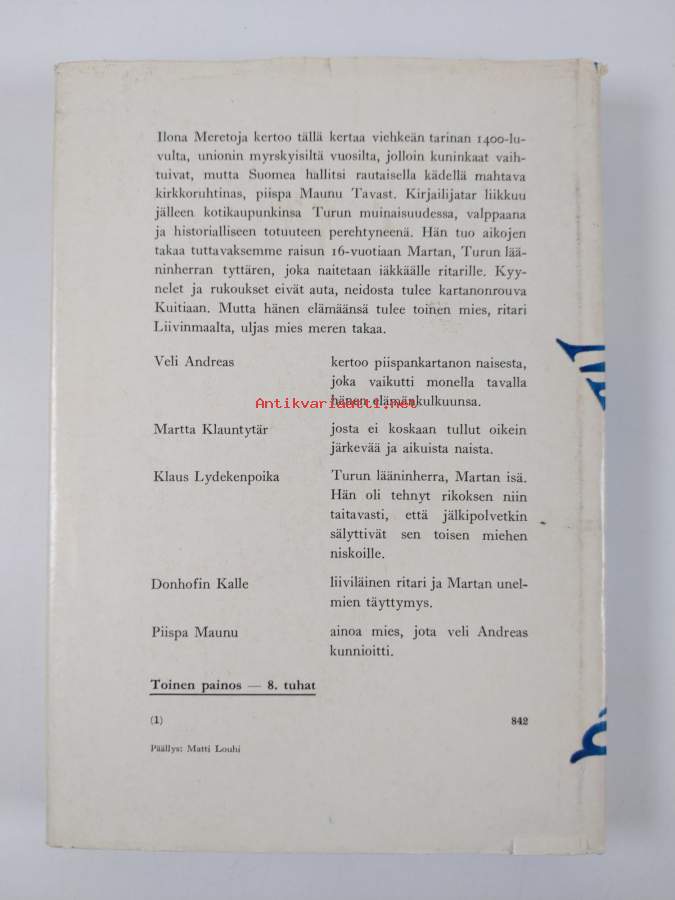 Ilona Meretoja kertoo tällä kertaa viehkeän tarinan 1400-lu-
vulta, unionin myrskyisiltä vuosilta, jolloin kuninkaat vaih-
tuivat, mutta Suomea hallitsi rautaisella kädellä mahtava
kirkkoruhtinas, piispa Maunu Tavast. Kirjailijatar liikkuu
jälleen kotikaupunkinsa Turun muinaisuudessa, valppaana
ja historialliseen totuuteen perehtyneenä. Hän tuo aikojen
takaa tuttavaksemme raisun 16-vuotiaan Martan, Turun lää-
ninherran tyttären, joka naitetaan iäkkäälle ritarille. Kyy-
nelet ja rukoukset eivät auta, neidosta tulee kartanonrouva
Kuitiaan. Mutta hänen elämäänsä tulee toinen mies, ritari
Liivinmaalta, uljas mies meren takaa.
Veli Andreas kertoo piispankartanon naisesta,
joka vaikutti monella tavalla
Antikvariaatti.net
hänen elämänkulkuunsa.
Martta Klauntytär josta ei koskaan tullut oikein
järkevää ja aikuista naista.
Klaus Lydekenpoika Turun lääninherra, Martan isä.
Hän oli tehnyt rikoksen niin
taitavasti, että jälkipolvetkin
sälyttivät sen toisen miehen
niskoille.
Donhofin Kalle liiviläinen ritari ja Martan unel-
mien täyttymys.
Piispa Maunu ainoa mies, jota veli Andreas
kunnioitti.
Toinen painos — 8. tuhat
(1) 842
Päällys: Matti Louhi